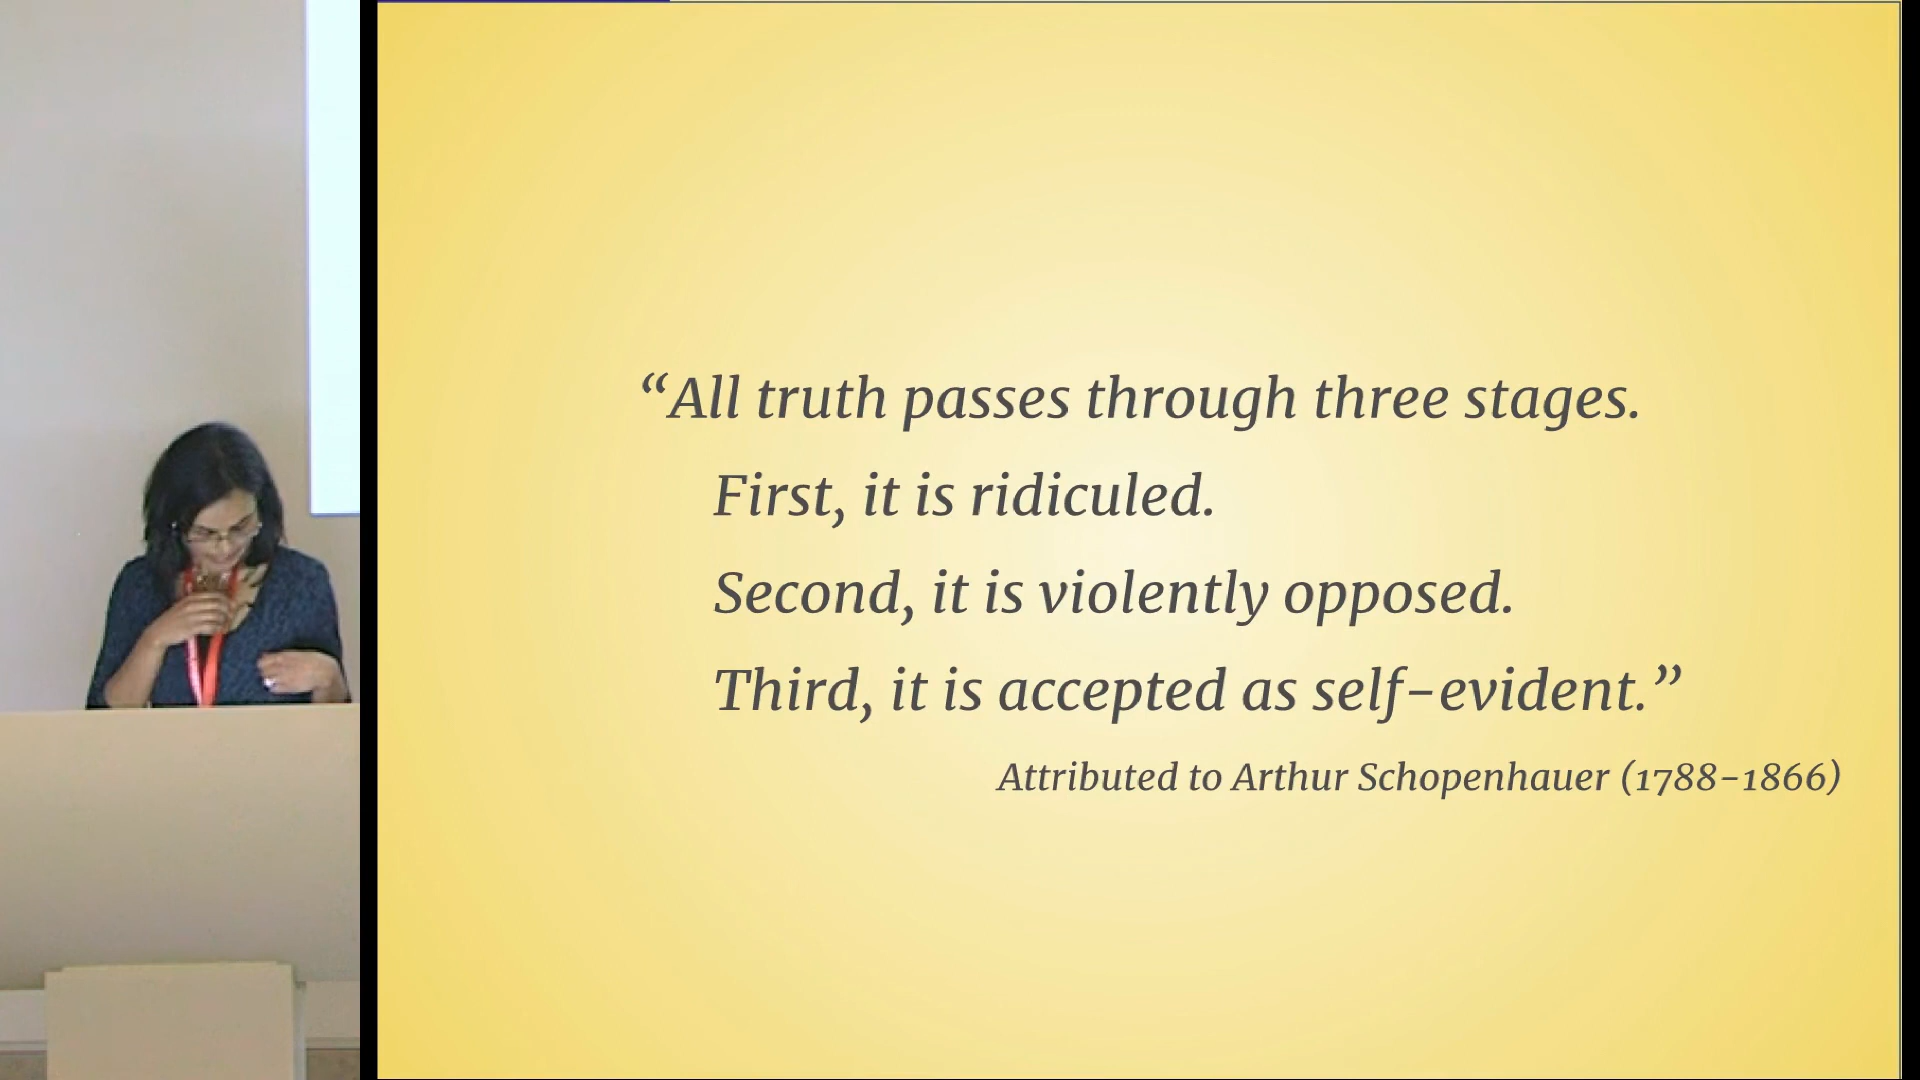 “All truth passes through three stages.
First, it is ridiculed.
Second, it is violently opposed.
Third, it is accepted as self-evident.”
Attributed to Arthur Schopenhauer (1788-1866)